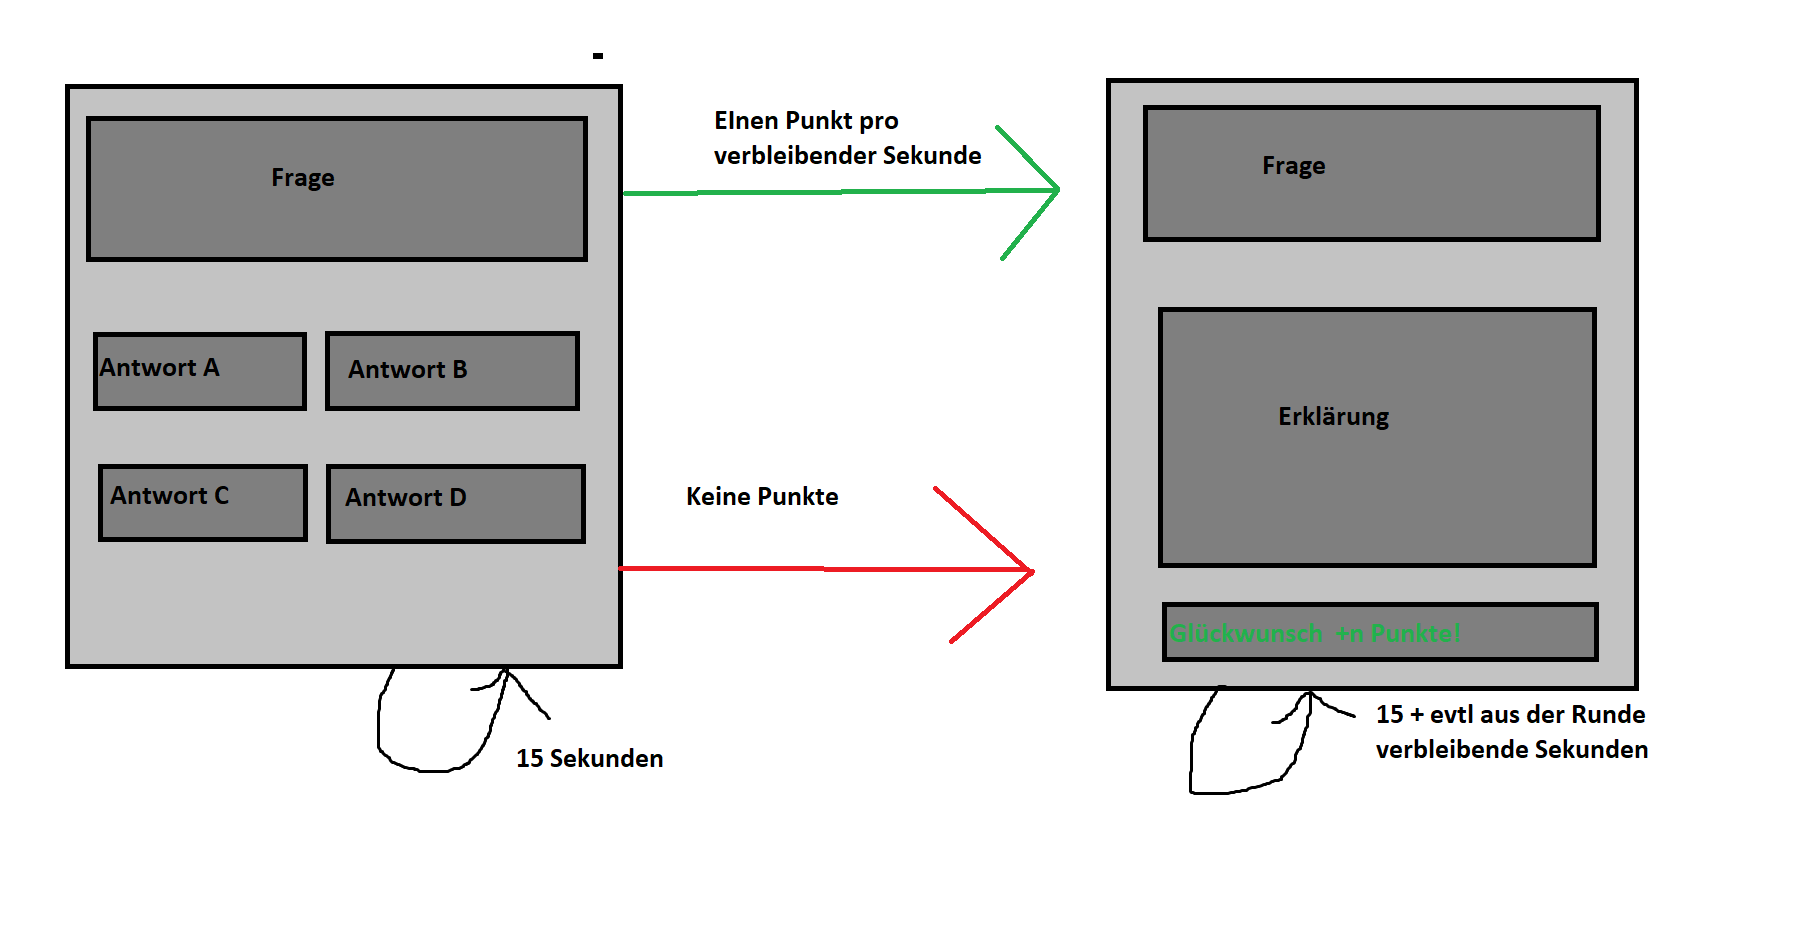 Frage
Antwort A
Antwort B
Antwort C
Antwort D
15 Sekunden
EInen Punkt pro
verbleibender Sekunde
Keine Punkte
Frage
Erklärung
Glückwunsch +n Punkte!
15 + evtl aus der Runde
verbleibende Sekunden